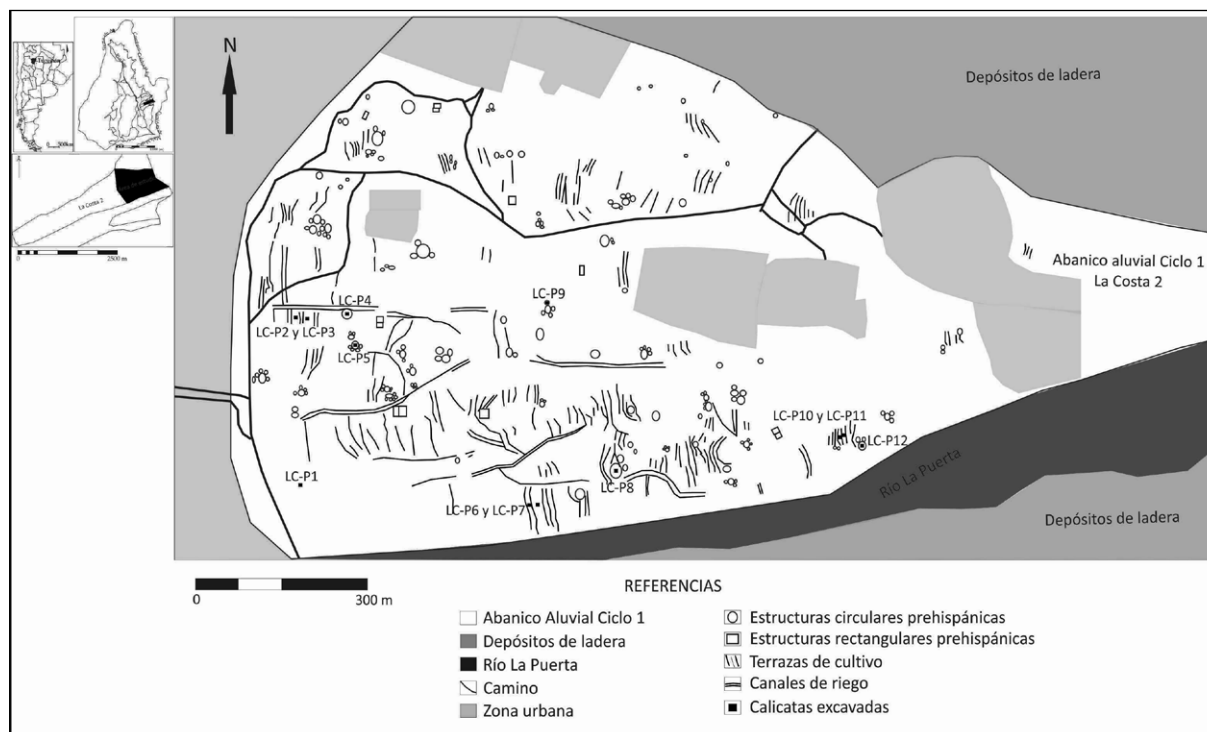 N
300km
La Costa 2
2500 m
Depósitos de ladera
Abanico aluvial Ciclo 1
La Costa 2
LC-P9
LC-P4
LC-P2 y LC-P3
LC-P5
LC-P10 y LC-P11
LC-P12
LC-P1
LC-P8
LC-P6 y LC-P7
Río La Puerta
Depósitos de ladera
0
300 m
REFERENCIAS
Abanico Aluvial Ciclo 1
Depósitos de ladera
Río La Puerta
Camino
Zona urbana
Estructuras circulares prehispánicas
Estructuras rectangulares prehispánicas
Terrazas de cultivo
Canales de riego
Calicatas excavadas